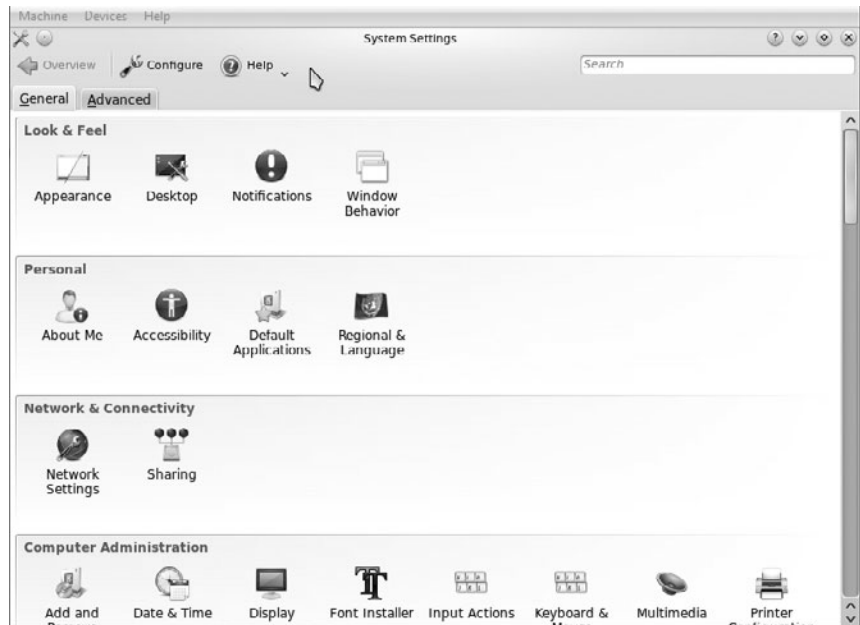 Machine Devices Help
System Settings
Overview Configure Help Search
General Advanced
Look & Feel
Appearance Desktop Notifications Window
Behavior
Personal
About Me Accessibility Default Regional &
Applications Language
Network & Connectivity
Network Sharing
Settings
Computer Administration
Add and Date & Time Display Font Installer Input Actions Keyboard & Multimedia Printer